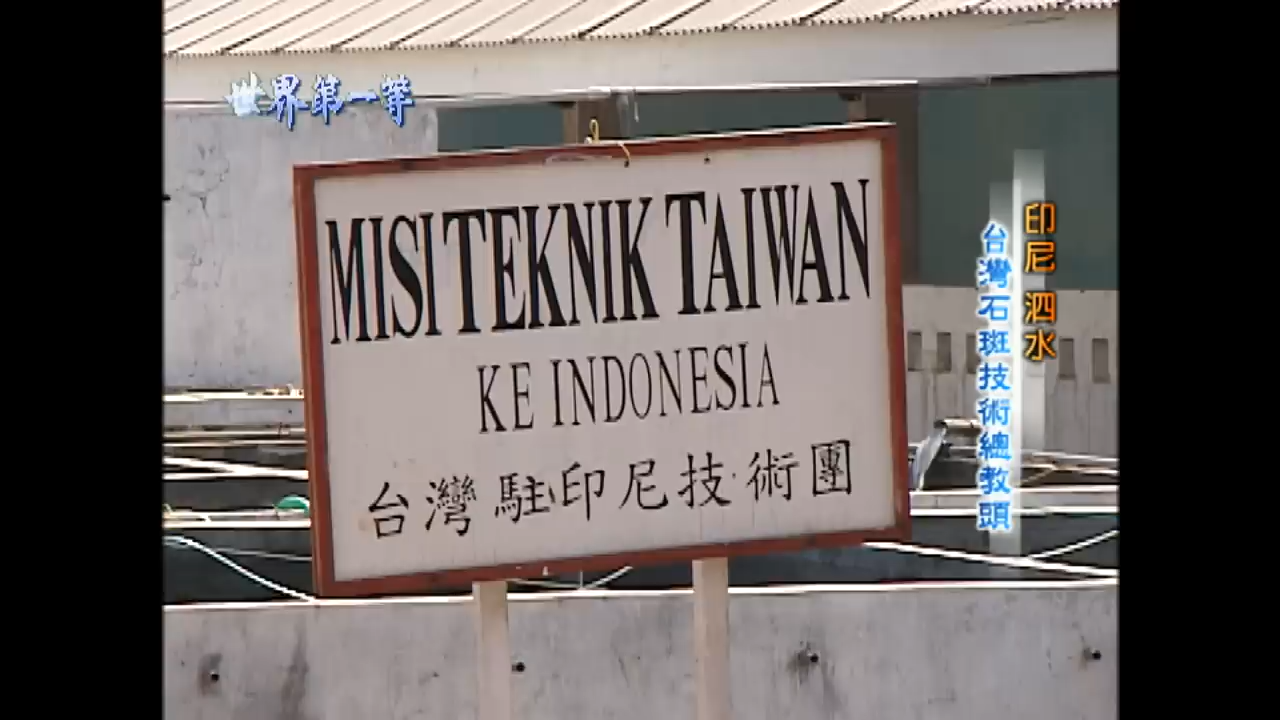 世界第一等
MISI TEKNIK TAIWAN
KE INDONESIA
台灣駐印尼技術團
印尼 泗水
台灣石斑技術總教頭